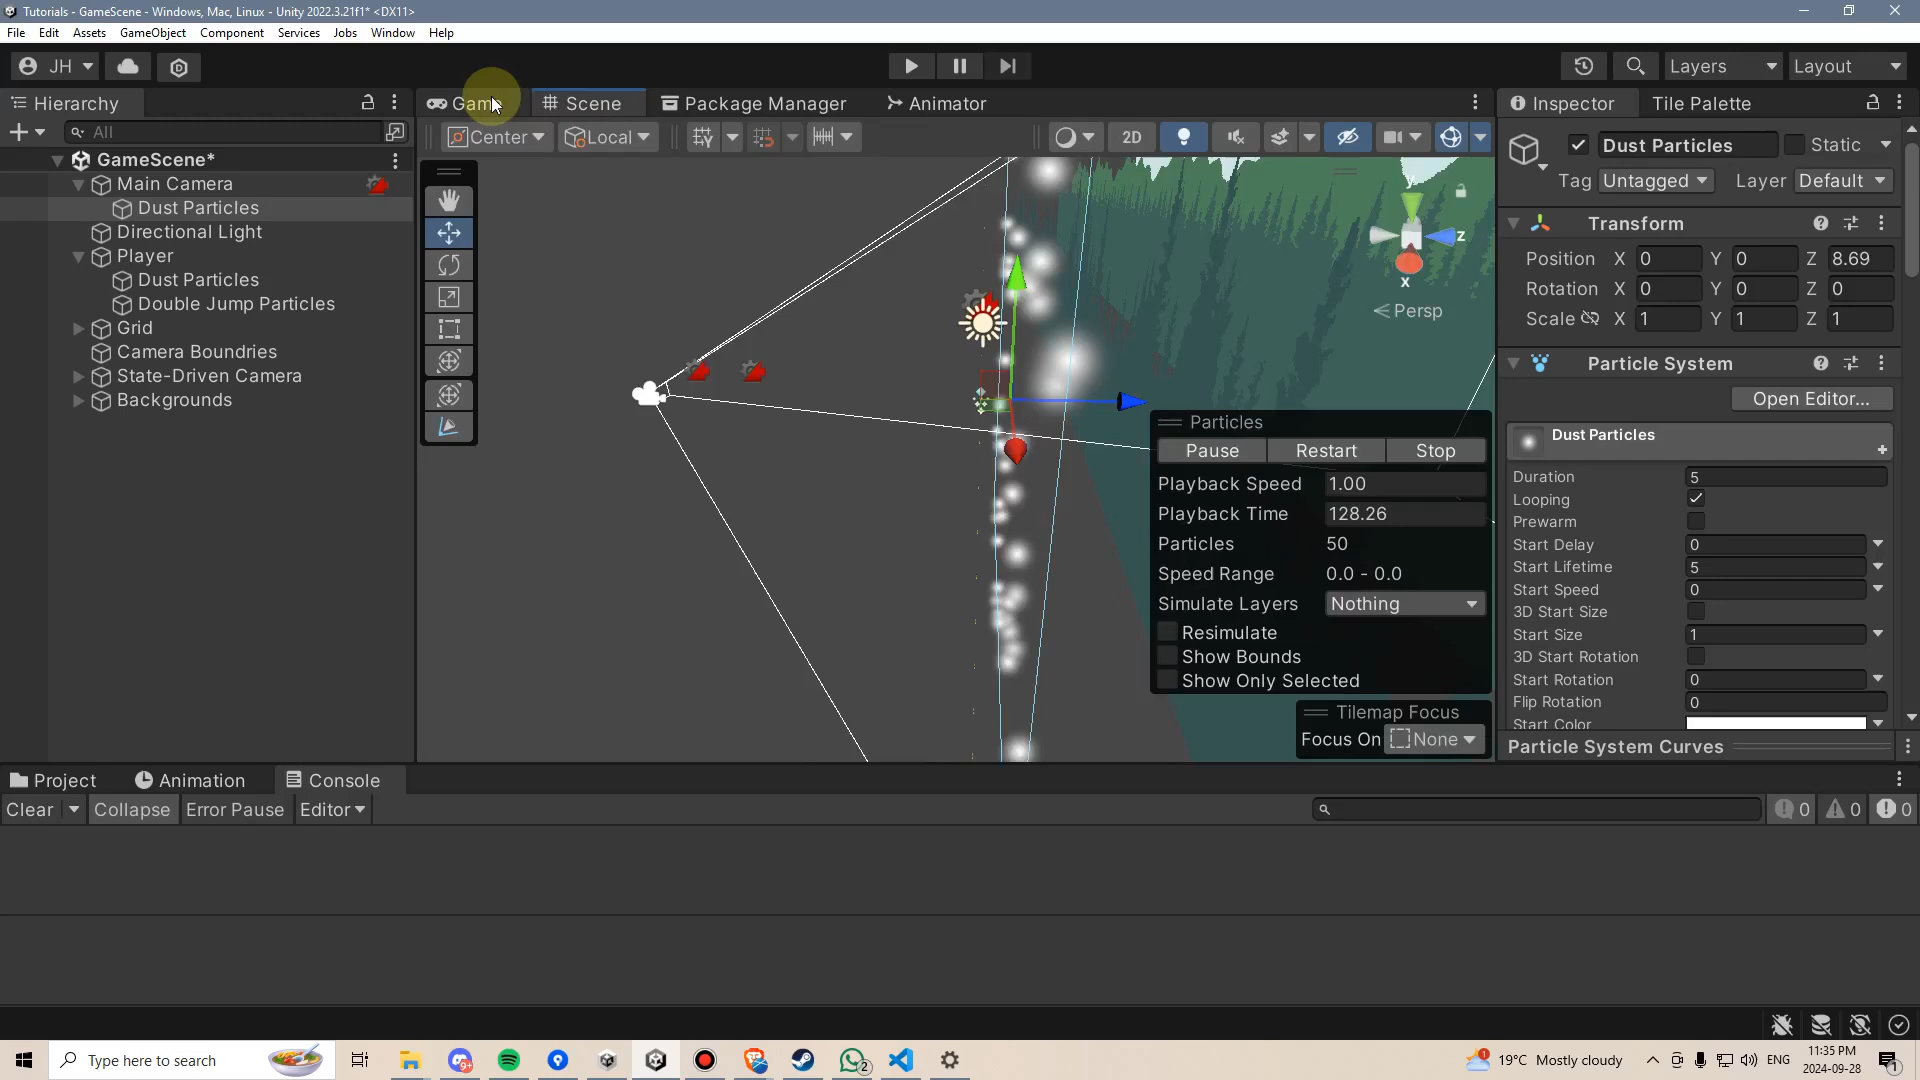 Tutorials - GameScene - Windows, Mac, Linux - Unity 2022.3.21f1* <DX11>
File Edit Assets GameObject Component Services Jobs Window Help
JH
Layers Layout
Hierarchy
Game Scene Package Manager Animator
Inspector Tile Palette
All
Center Local 2D
GameScene*
Main Camera
Dust Particles
Directional Light
Player
Dust Particles
Double Jump Particles
Grid
Camera Boundries
State-Driven Camera
Backgrounds
y
z
x
Persp
Particles
Pause Restart Stop
Playback Speed 1.00
Playback Time 128.26
Particles 50
Speed Range 0.0 - 0.0
Simulate Layers Nothing
Resimulate
Show Bounds
Show Only Selected
Tilemap Focus
Focus On None
Dust Particles Static
Tag Untagged Layer Default
Transform
Position X 0 Y 0 Z 8.69
Rotation X 0 Y 0 Z 0
Scale X 1 Y 1 Z 1
Particle System
Open Editor...
Dust Particles
Duration 5
Looping
Prewarm
Start Delay 0
Start Lifetime 5
Start Speed 0
3D Start Size
Start Size 1
3D Start Rotation
Start Rotation 0
Flip Rotation 0
Start Color
Particle System Curves
Project Animation Console
Clear Collapse Error Pause Editor
0 0 0
Type here to search
9+
2
1
19°C Mostly cloudy
ENG
11:35 PM
2024-09-28
1